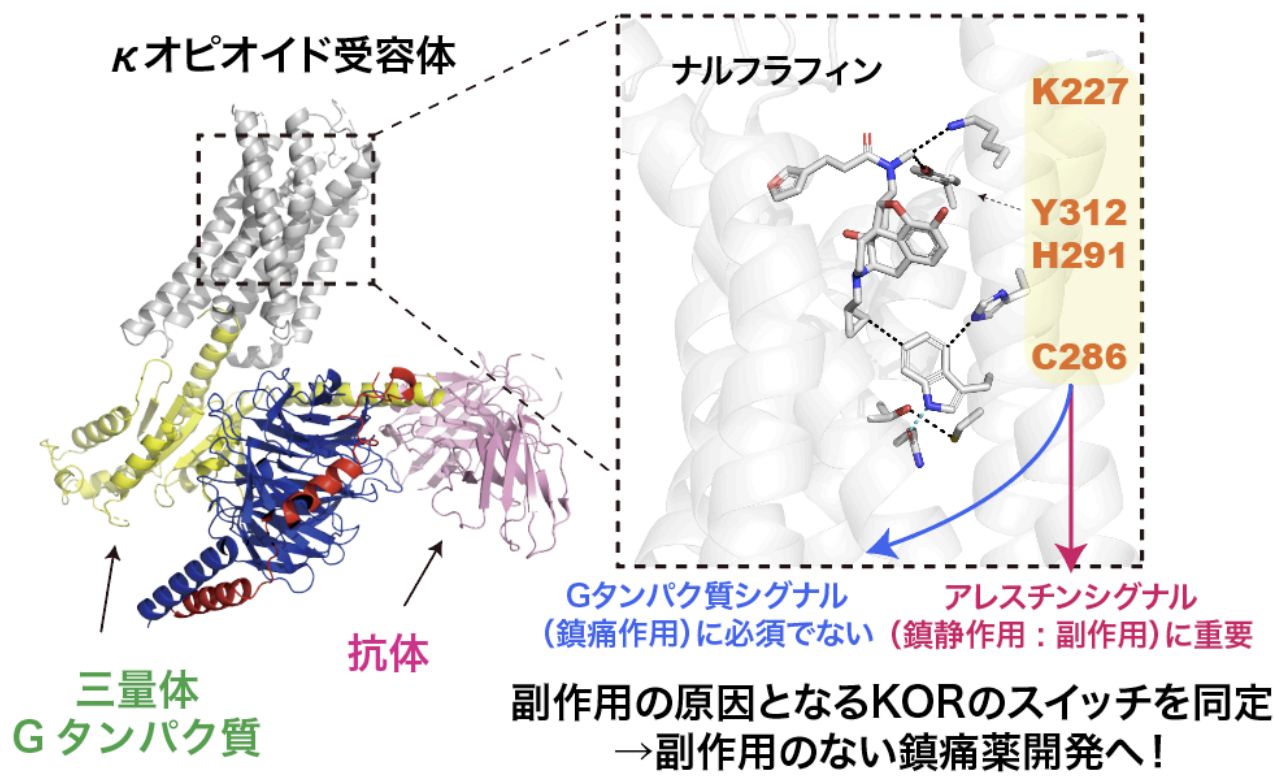 κオピオイド受容体
ナルフラフィン
K227
Y312
H291
C286
Gタンパク質シグナル
(鎮痛作用)に必須でない
アレスチンシグナル
(鎮静作用:副作用)に重要
抗体
三量体
G タンパク質
副作用の原因となるKORのスイッチを同定
→副作用のない鎮痛薬開発へ!